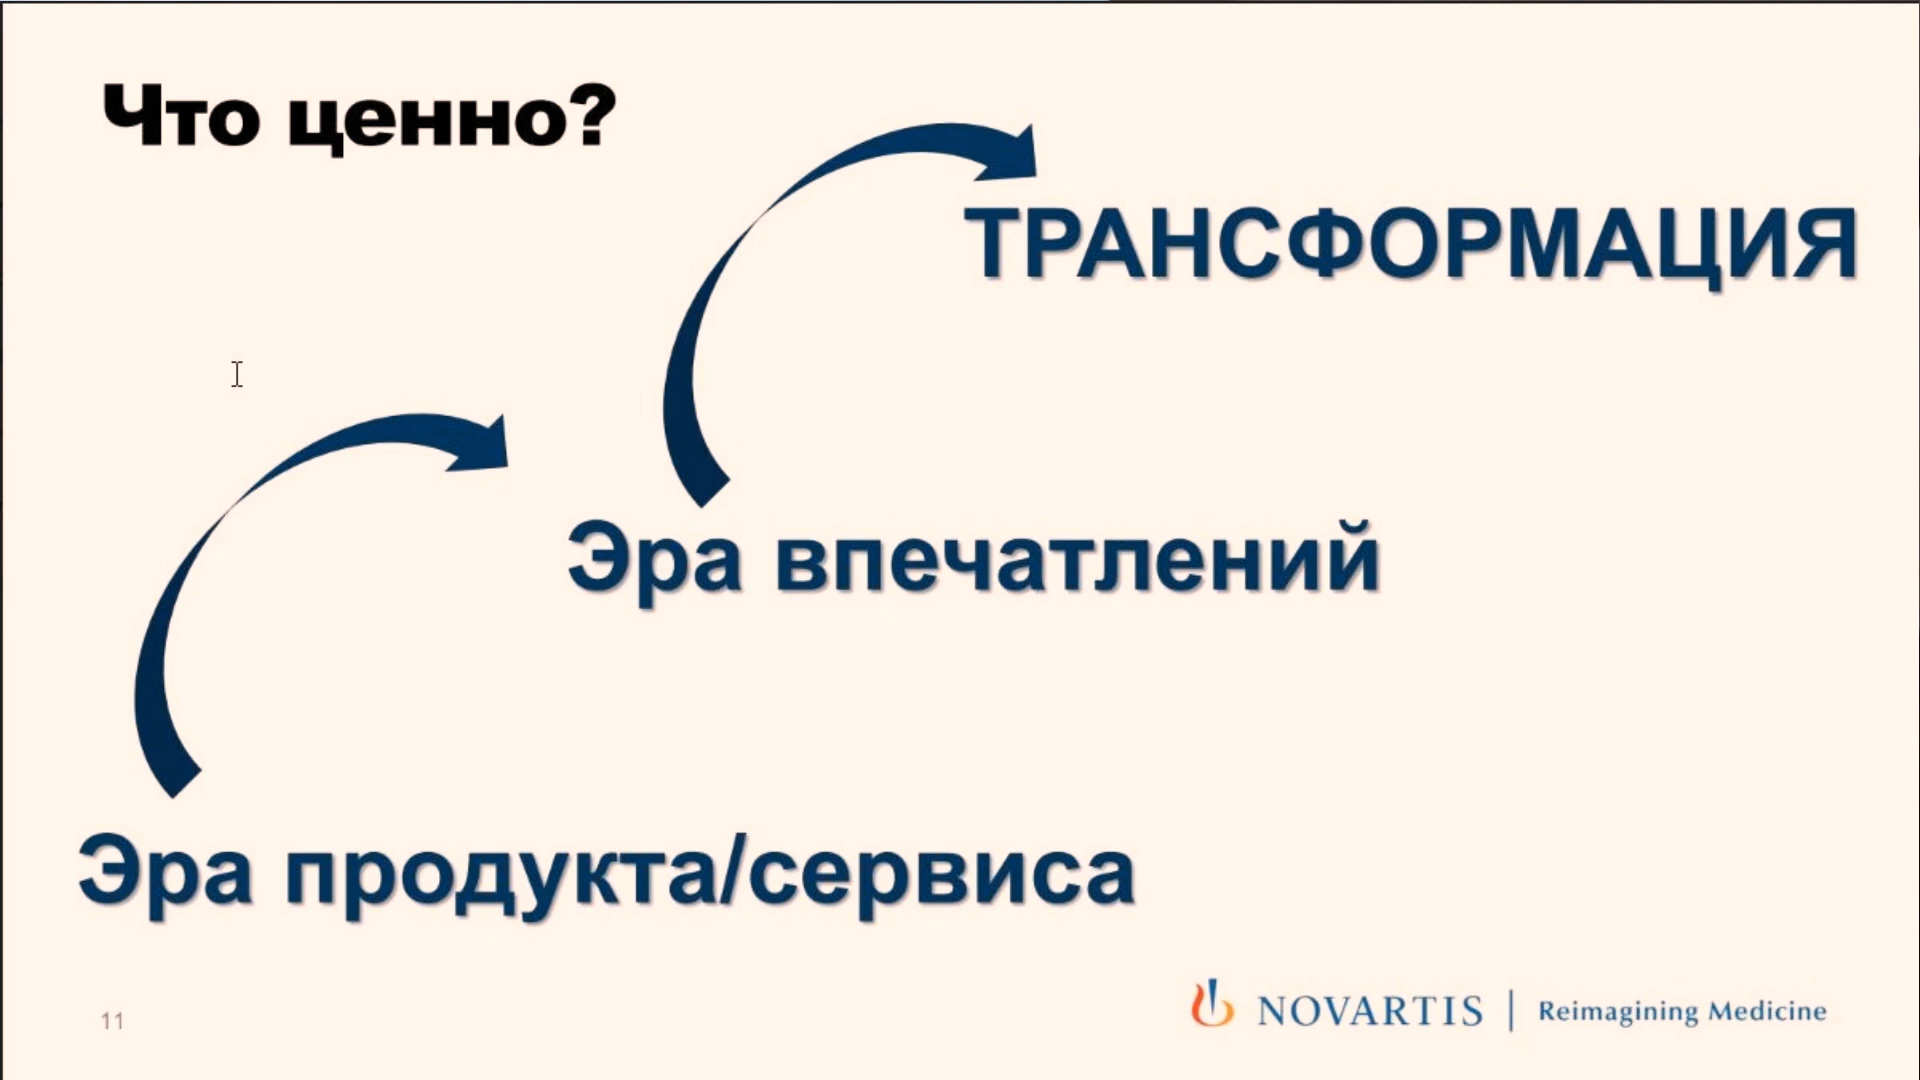 Что ценно?
ТРАНСФОРМАЦИЯ
Эра впечатлений
Эра продукта/сервиса
11
NOVARTIS | Reimagining Medicine